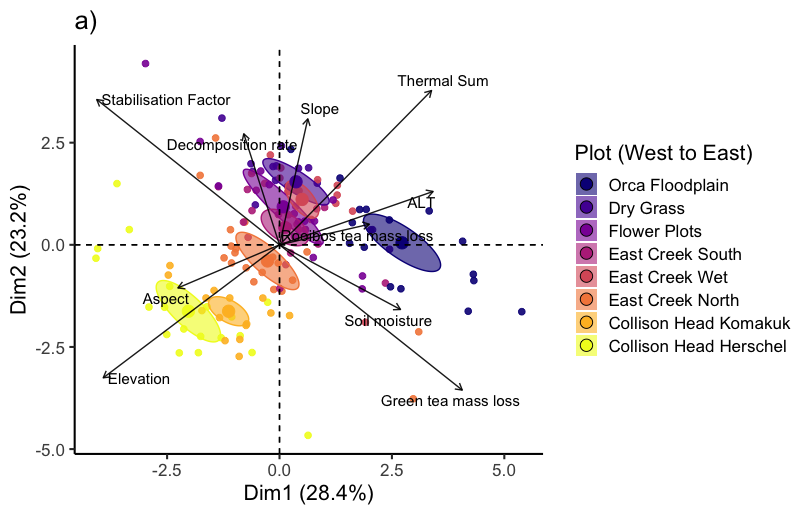 a)
Thermal Sum
Stabilisation Factor
Slope
Decomposition rate
ALT
Rooibos tea mass loss
Aspect
Soil moisture
Elevation
Green tea mass loss
2.5
0.0
-2.5
-5.0
-2.5
0.0
2.5
5.0
Dim1 (28.4%)
Dim2 (23.2%)
Plot (West to East)
Orca Floodplain
Dry Grass
Flower Plots
East Creek South
East Creek Wet
East Creek North
Collison Head Komakuk
Collison Head Herschel